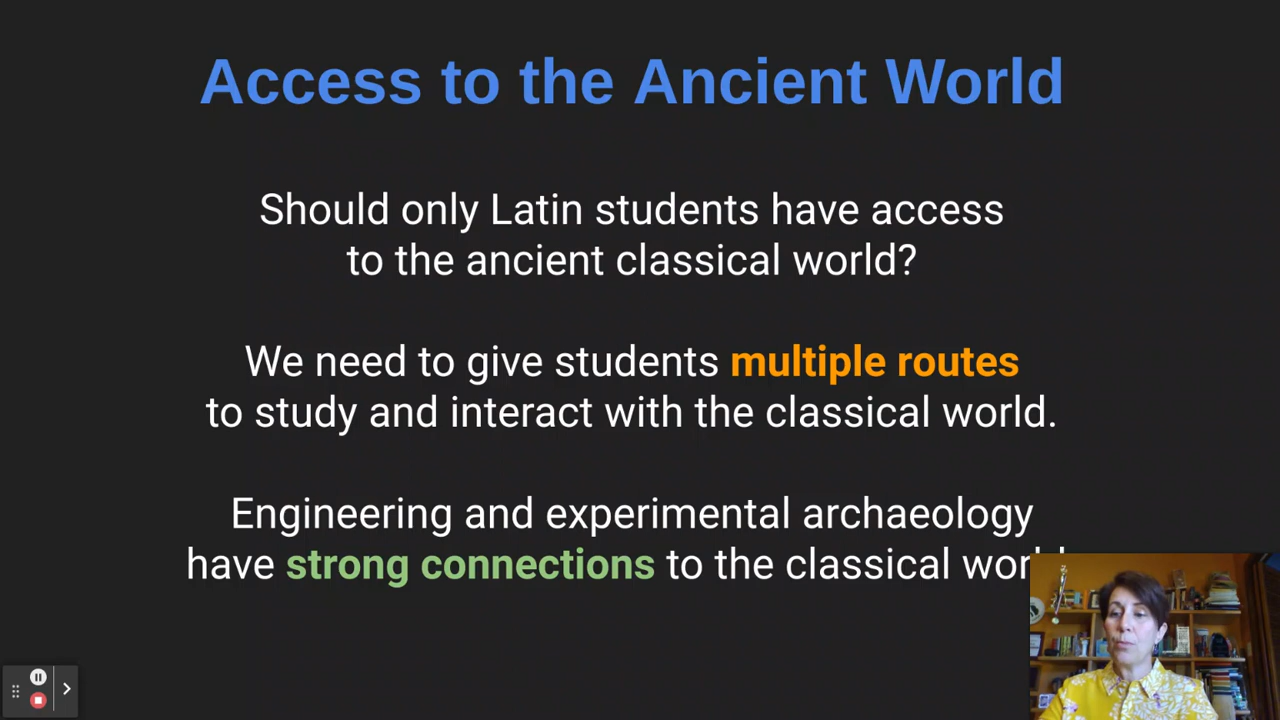 Access to the Ancient World
Should only Latin students have access
to the ancient classical world?
We need to give students multiple routes
to study and interact with the classical world.
Engineering and experimental archaeology
have strong connections to the classical